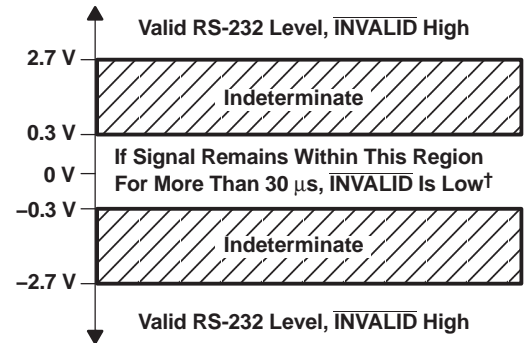 Valid RS-232 Level, INVALID High
2.7 V
Indeterminate
0.3 V
If Signal Remains Within This Region
0 V
For More Than 30 μs, INVALID Is Low†
–0.3 V
Indeterminate
–2.7 V
Valid RS-232 Level, INVALID High